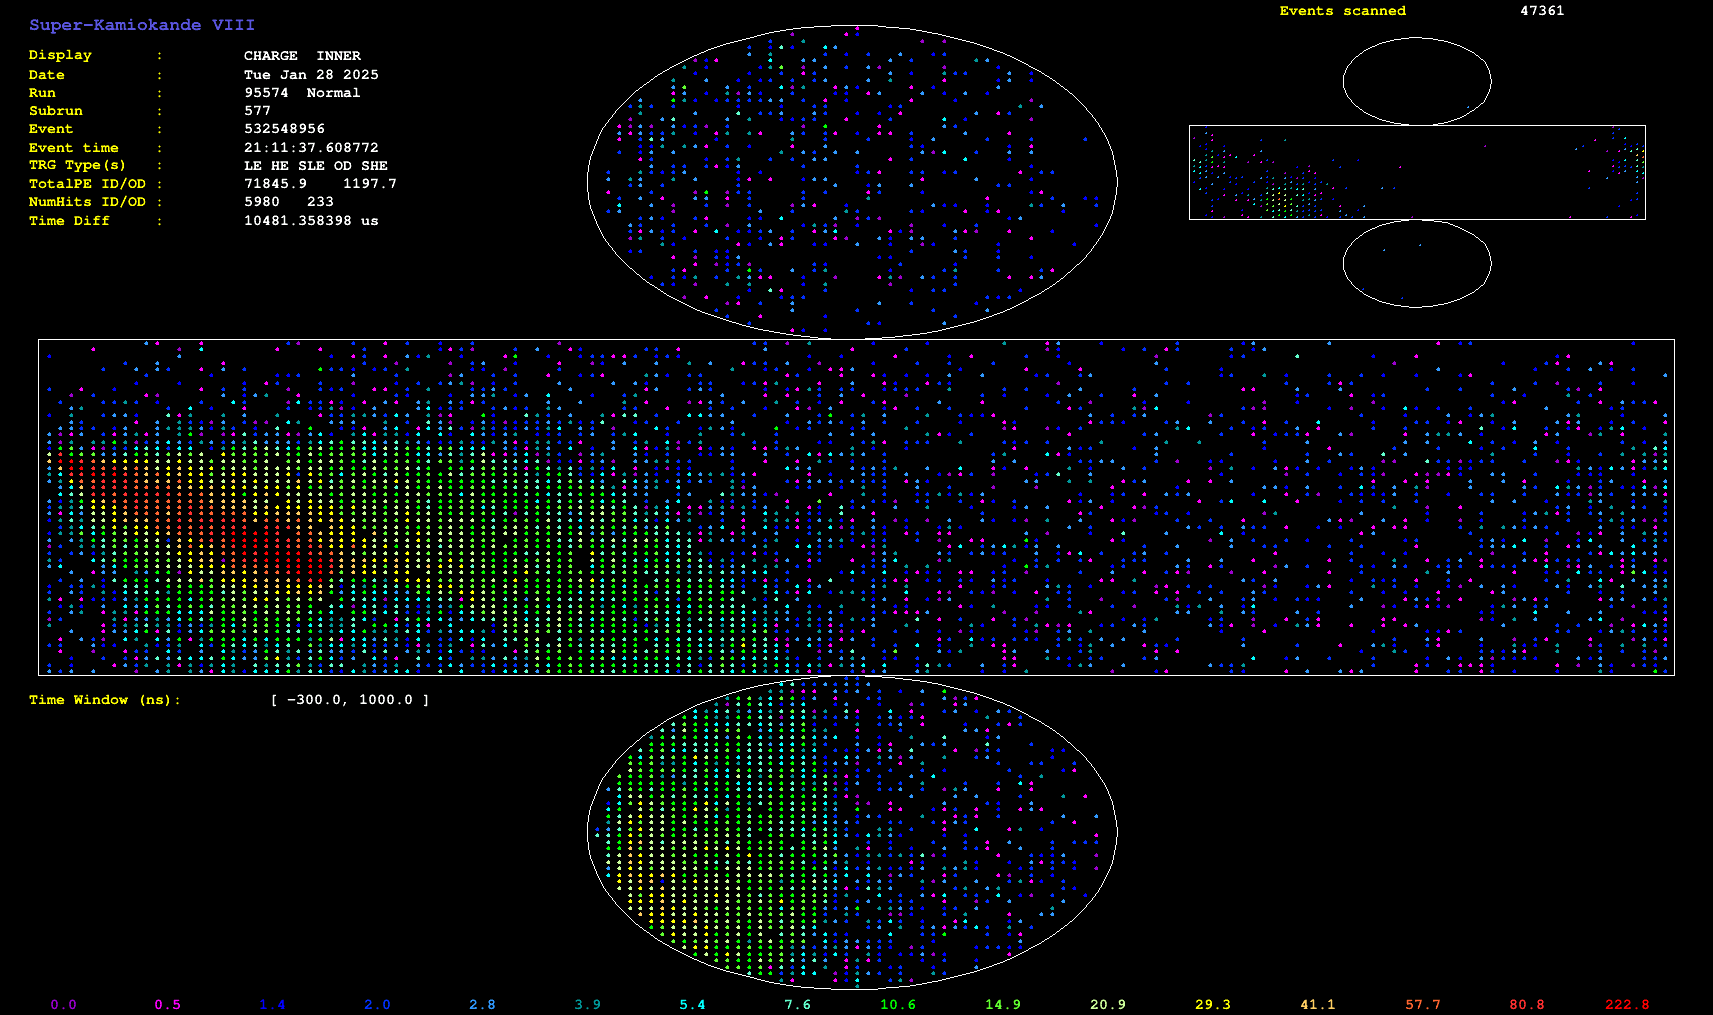 Super-Kamiokande VIII
Events scanned 47361
Display : CHARGE INNER
Date : Tue Jan 28 2025
Run : 95574 Normal
Subrun : 577
Event : 532548956
Event time : 21:11:37.608772
TRG Type(s) : LE HE SLE OD SHE
TotalPE ID/OD : 71845.9 1197.7
NumHits ID/OD : 5980 233
Time Diff : 10481.358398 us
Time Window (ns): [ -300.0, 1000.0 ]
0.0 0.5 1.4 2.0 2.8 3.9 5.4 7.6 10.6 14.9 20.9 29.3 41.1 57.7 80.8 222.8